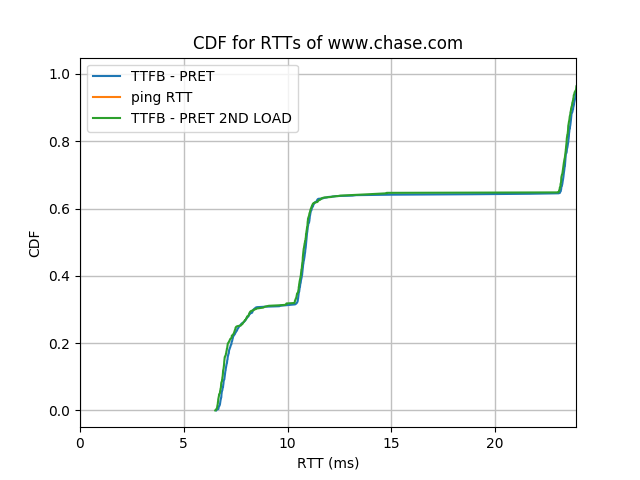 CDF for RTTs of www.chase.com
TTFB - PRET
ping RTT
TTFB - PRET 2ND LOAD
1.0
0.8
0.6
0.4
0.2
0.0
CDF
0 5 10 15 20
RTT (ms)